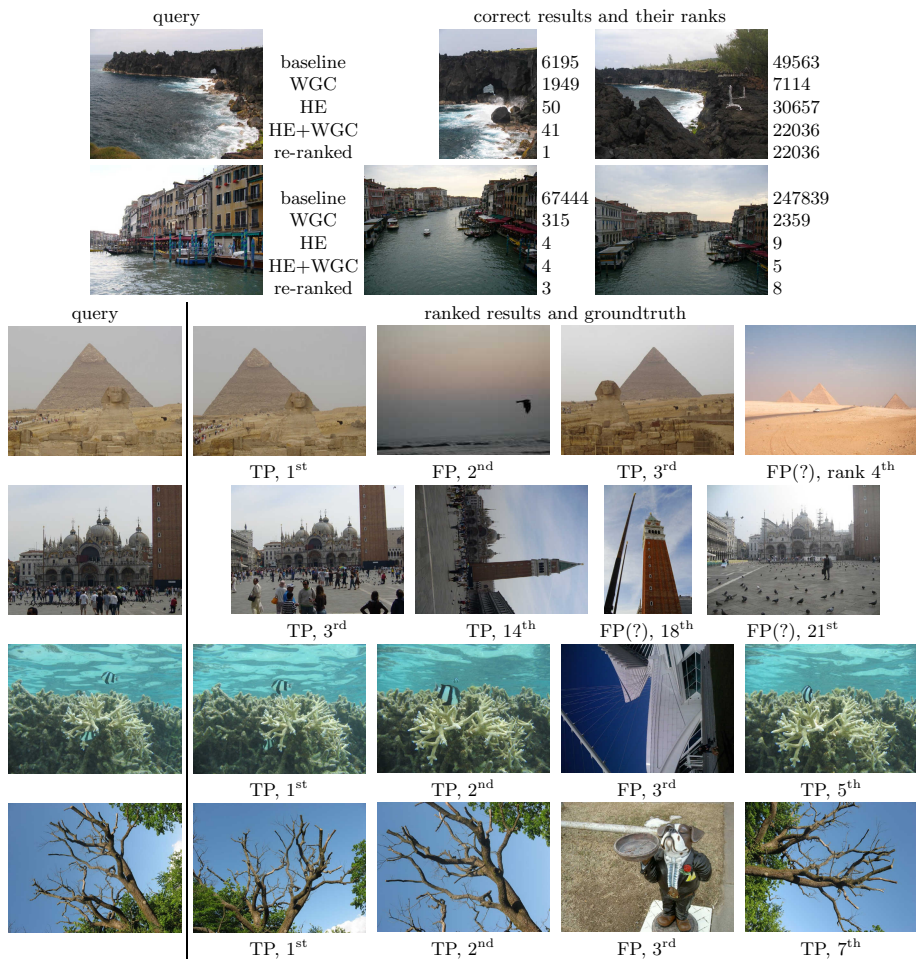 query correct results and their ranks
baseline 6195 49563
WGC 1949 7114
HE 50 30657
HE+WGC 41 22036
re-ranked 1 22036
baseline 67444 247839
WGC 315 2359
HE 4 9
HE+WGC 4 5
re-ranked 3 8
query ranked results and groundtruth
TP, 1st FP, 2nd TP, 3rd FP(?), rank 4th
TP, 3rd TP, 14th FP(?), 18th FP(?), 21st
TP, 1st TP, 2nd FP, 3rd TP, 5th
TP, 1st TP, 2nd FP, 3rd TP, 7th